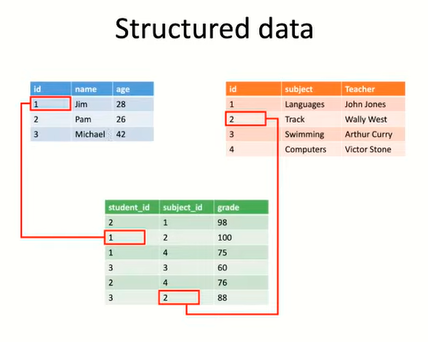 Structured data
id name age
1 Jim 28
2 Pam 26
3 Michael 42
id subject Teacher
1 Languages John Jones
2 Track Wally West
3 Swimming Arthur Curry
4 Computers Victor Stone
student_id subject_id grade
2 1 98
1 2 100
1 4 75
3 3 60
2 4 76
3 2 88